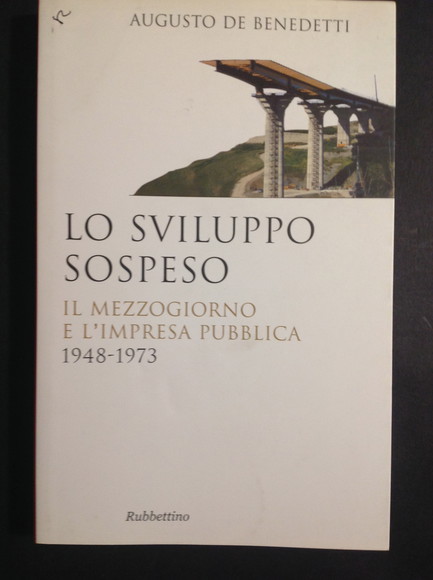 AUGUSTO DE BENEDETTI
LO SVILUPPO
SOSPESO
IL MEZZOGIORNO
E L'IMPRESA PUBBLICA
1948-1973
Rubbettino